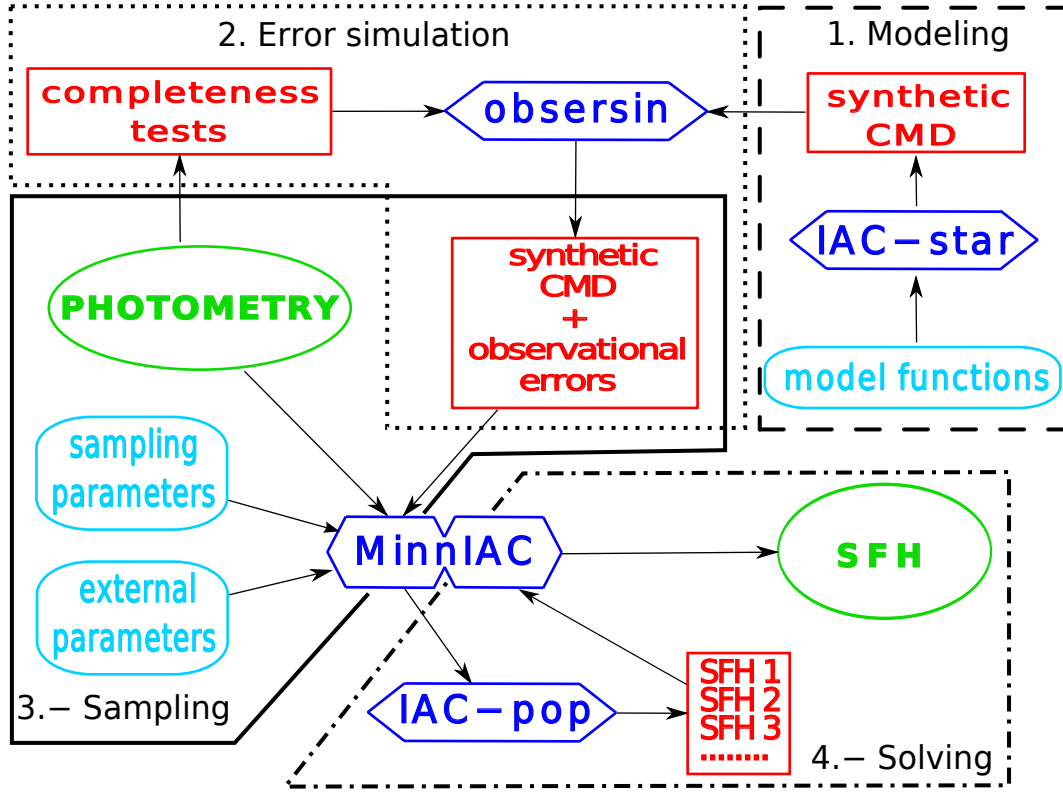 2. Error simulation
1. Modeling
completeness
tests
obsersin
synthetic
CMD
IAC-star
model functions
synthetic
CMD
+
observational
errors
PHOTOMETRY
sampling
parameters
external
parameters
MinnIAC
SFH
IAC-pop
SFH 1
SFH 2
SFH 3
........
3.- Sampling
4.- Solving